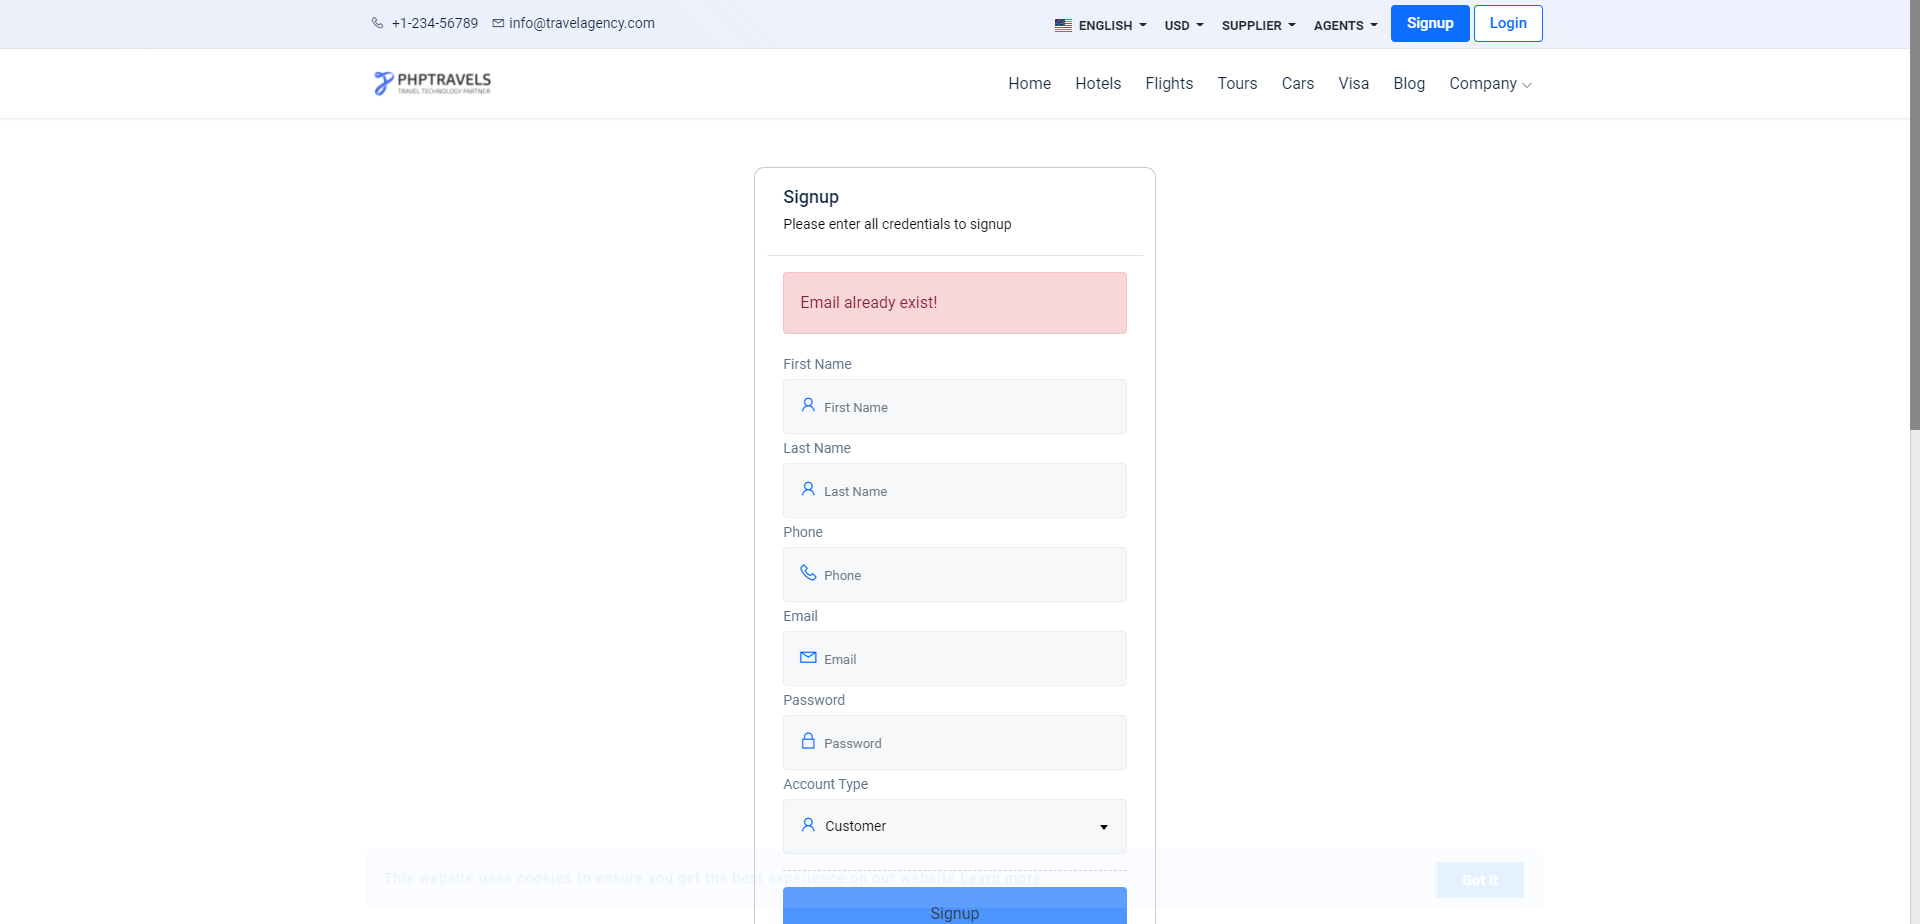 +1-234-56789 info@travelagency.com ENGLISH USD SUPPLIER AGENTS Signup Login
PHPTRAVELS
TRAVEL TECHNOLOGY PARTNER
Home Hotels Flights Tours Cars Visa Blog Company
Signup
Please enter all credentials to signup
Email already exist!
First Name
First Name
Last Name
Last Name
Phone
Phone
Email
Email
Password
Password
Account Type
Customer
This website uses cookies to ensure you get the best experience on our website Learn more Got It
Signup